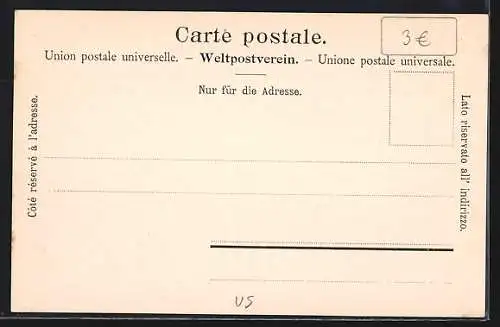 Carte postale.
3 €
Union postale universelle. – Weltpostverein. – Unione postale universale.
Nur für die Adresse.
Côté réservé à l'adresse.
Lato riservato all' indirizzo.
VS